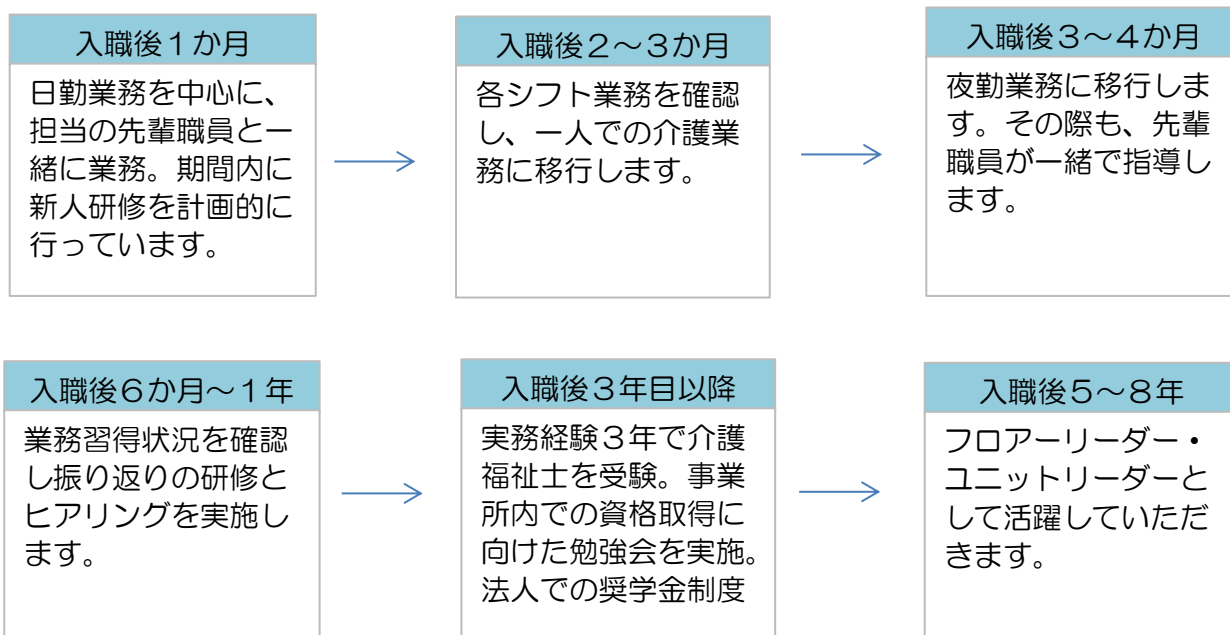 入職後１か月
日勤業務を中心に、
担当の先輩職員と一
緒に業務。期間内に
新人研修を計画的に
行っています。
入職後２～３か月
各シフト業務を確認
し、一人での介護業
務に移行します。
入職後３～４か月
夜勤業務に移行しま
す。その際も、先輩
職員が一緒で指導し
ます。
入職後６か月～１年
業務習得状況を確認
し振り返りの研修と
ヒアリングを実施し
ます。
入職後３年目以降
実務経験３年で介護
福祉士を受験。事業
所内での資格取得に
向けた勉強会を実施。
法人での奨学金制度
入職後５～８年
フロアーリーダー・
ユニットリーダーと
して活躍していただ
きます。